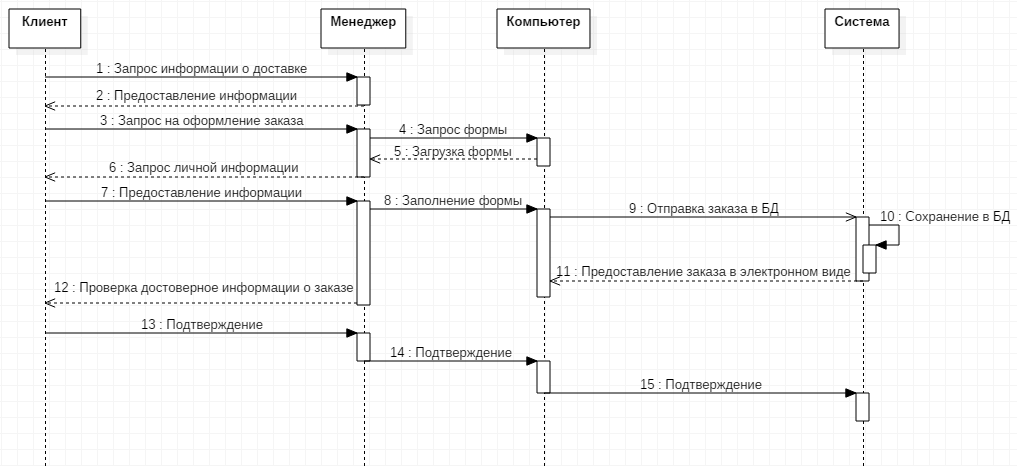 Клиент
Менеджер
Компьютер
Система
1 : Запрос информации о доставке
2 : Предоставление информации
3 : Запрос на оформление заказа
4 : Запрос формы
5 : Загрузка формы
6 : Запрос личной информации
7 : Предоставление информации
8 : Заполнение формы
9 : Отправка заказа в БД
10 : Сохранение в БД
11 : Предоставление заказа в электронном виде
12 : Проверка достоверное информации о заказе
13 : Подтверждение
14 : Подтверждение
15 : Подтверждение